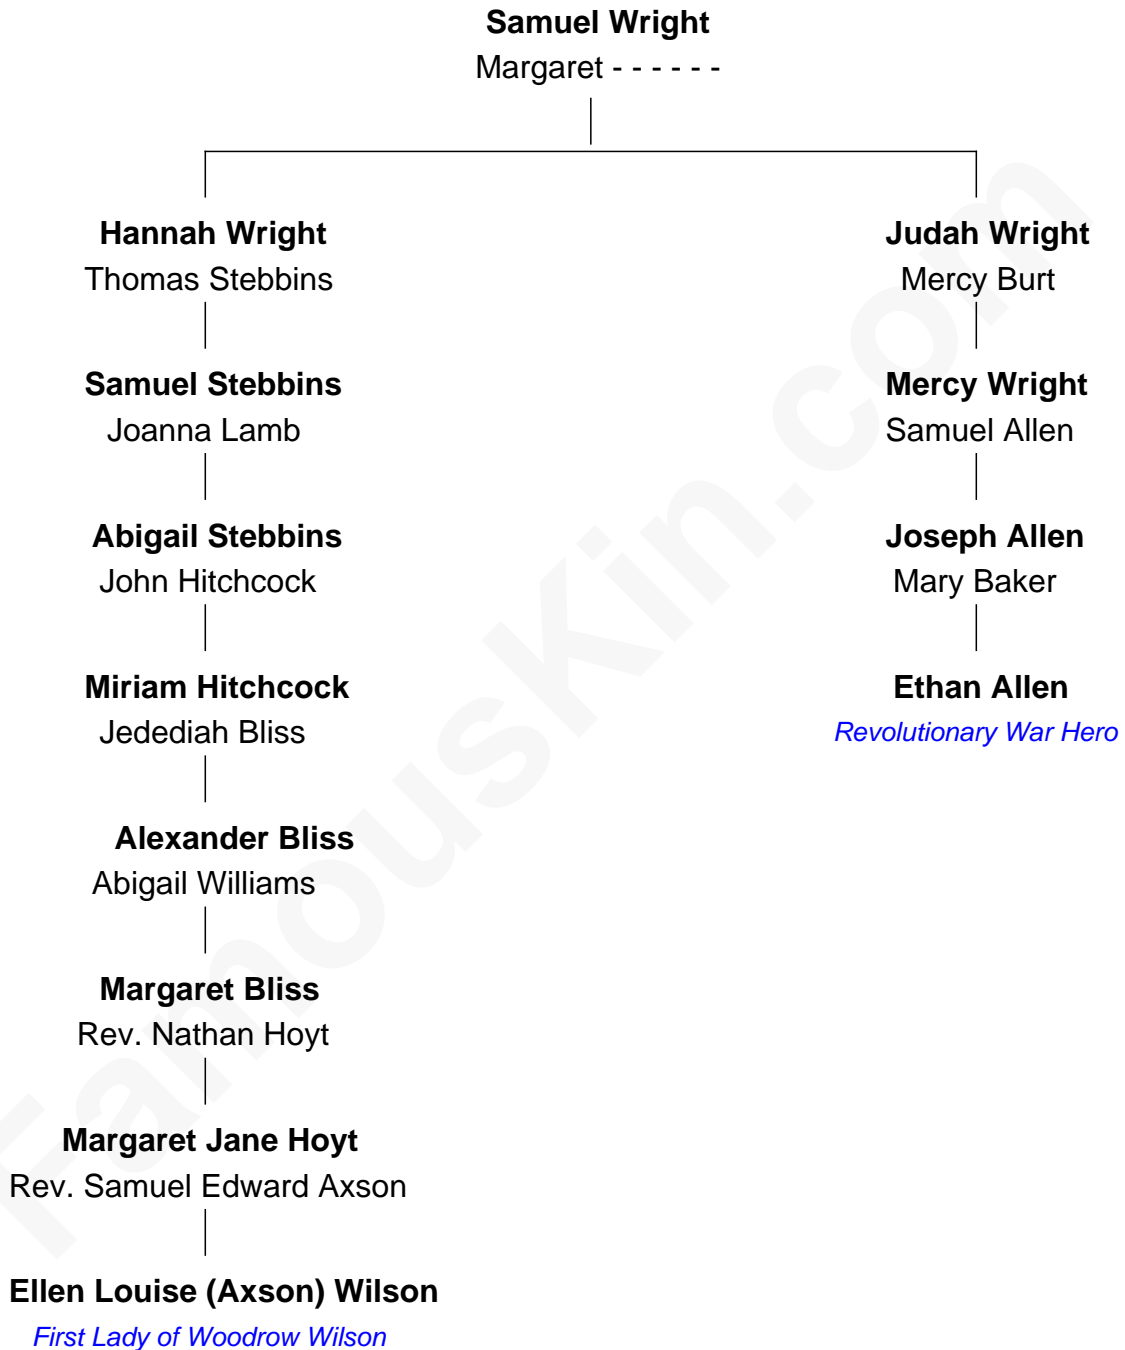 Samuel Wright
Margaret - - - - - -
Hannah Wright
Thomas Stebbins
Judah Wright
Mercy Burt
Samuel Stebbins
Joanna Lamb
Mercy Wright
Samuel Allen
Abigail Stebbins
John Hitchcock
Joseph Allen
Mary Baker
Miriam Hitchcock
Jedediah Bliss
Ethan Allen
Revolutionary War Hero
Alexander Bliss
Abigail Williams
Margaret Bliss
Rev. Nathan Hoyt
Margaret Jane Hoyt
Rev. Samuel Edward Axson
Ellen Louise (Axson) Wilson
First Lady of Woodrow Wilson
FamousKin.com